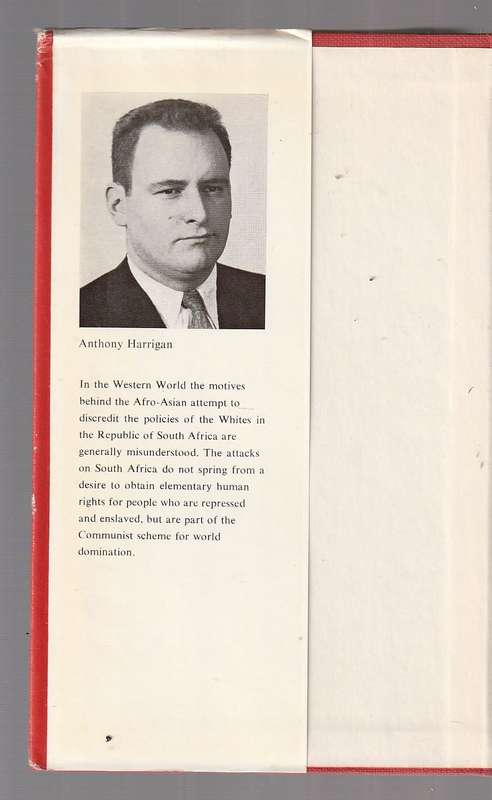 Anthony Harrigan
In the Western World the motives
behind the Afro-Asian attempt to
discredit the policies of the Whites in
the Republic of South Africa are
generally misunderstood. The attacks
on South Africa do not spring from a
desire to obtain elementary human
rights for people who are repressed
and enslaved, but are part of the
Communist scheme for world
domination.